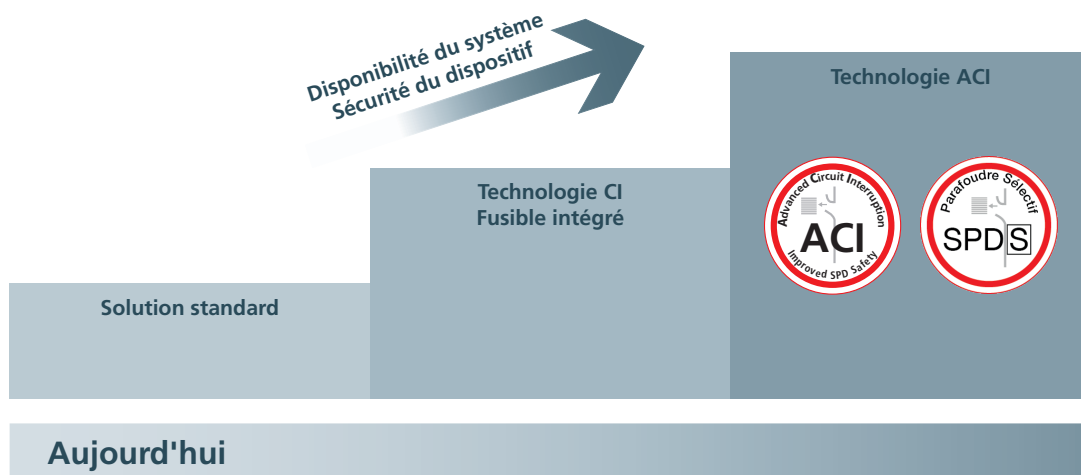 Disponibilité du système
Sécurité du dispositif
Technologie ACI
Advanced Circuit Interruption
ACI
Improved SPD Safety
Parafoudre Sélectif
SPD S
Technologie CI
Fusible intégré
Solution standard
Aujourd'hui